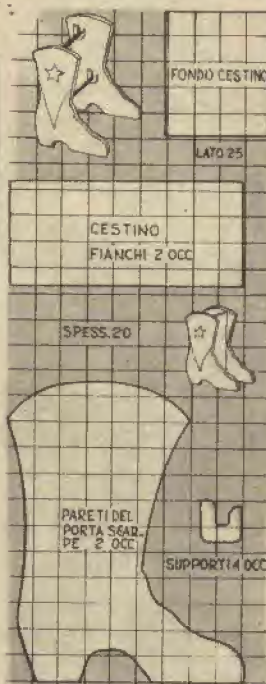 FONDO CESTINO
LATO 25
CESTINO
FIANCHI 2 OCC
SPESS. 20
PARETI DEL
PORTA SCAR-
PE 2 OCC
SUPPORTI 4 OCC